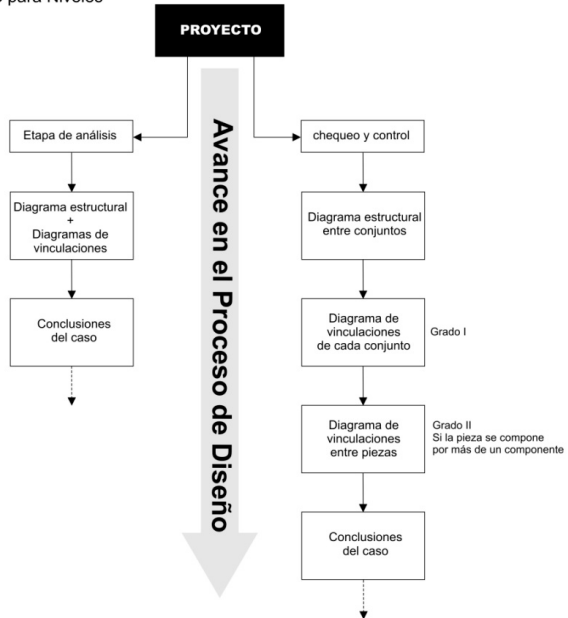 para Niveles
PROYECTO
Avance en el Proceso de Diseño
Etapa de análisis
Diagrama estructural
+
Diagramas de
vinculaciones
Conclusiones
del caso
chequeo y control
Diagrama estructural
entre conjuntos
Diagrama de
vinculaciones
de cada conjunto
Grado I
Diagrama de
vinculaciones
entre piezas
Grado II
Si la pieza se compone
por más de un componente
Conclusiones
del caso